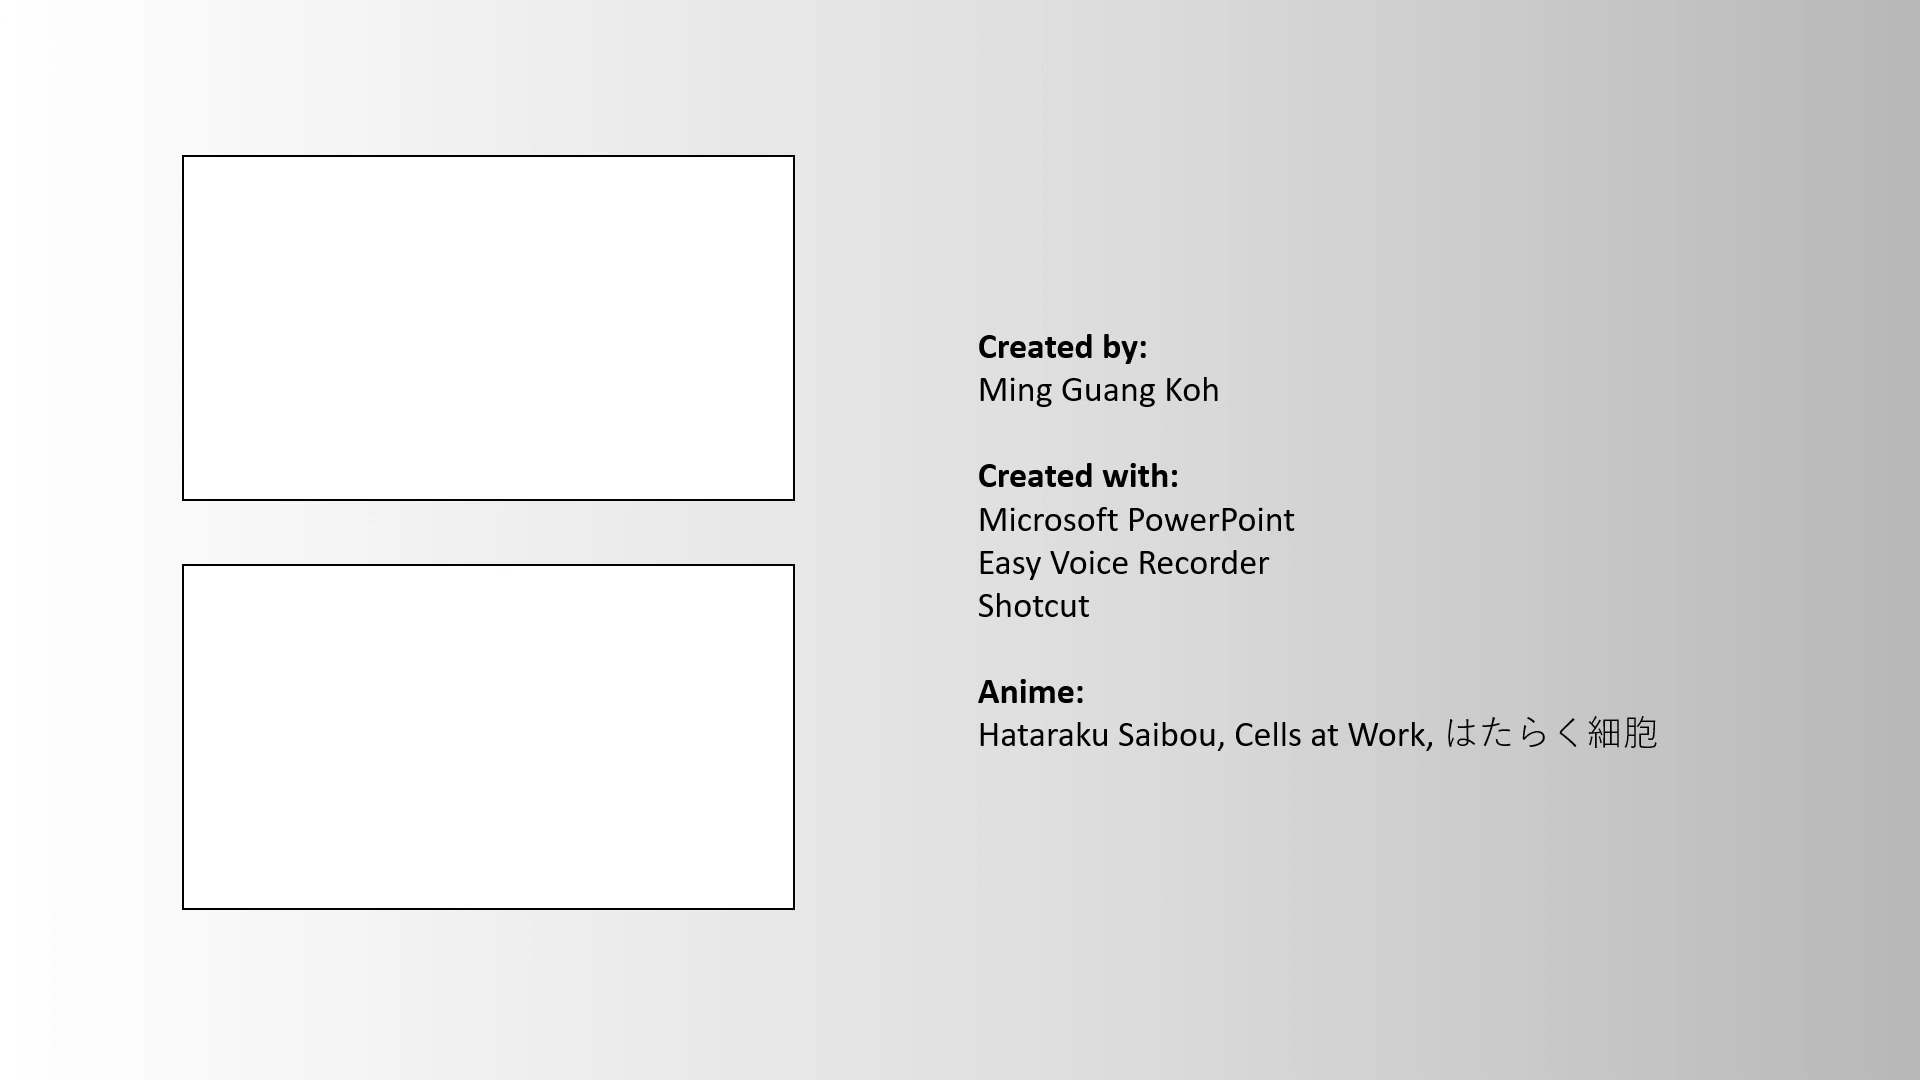 Created by:
Ming Guang Koh
Created with:
Microsoft PowerPoint
Easy Voice Recorder
Shotcut
Anime:
Hataraku Saibou, Cells at Work, はたらく細胞